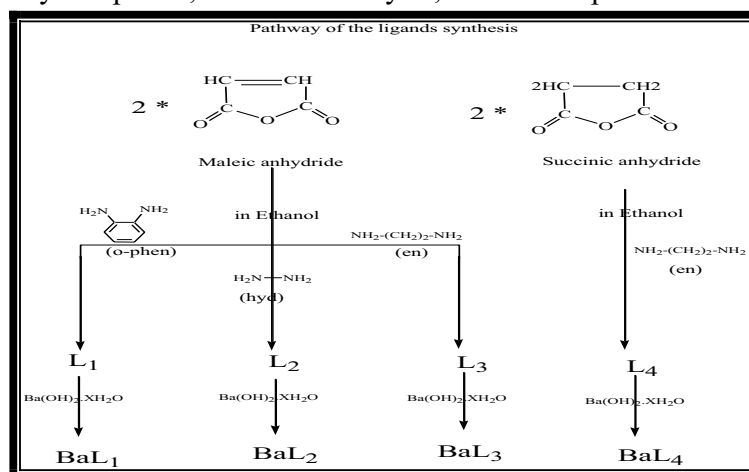 Pathway of the ligands synthesis
HC CH
2HC CH2
2 *
2 *
C C
C C
O O O
O O O
Maleic anhydride
Succinic anhydride
H₂N NH₂
in Ethanol
in Ethanol
NH₂-(CH₂)₂-NH₂
(o-phen)
(en)
NH₂-(CH₂)₂-NH₂
(en)
H₂N NH₂
(hyd)
L₁ L₂ L₃ L₄
Ba(OH)₂.XH₂O Ba(OH)₂.XH₂O Ba(OH)₂.XH₂O Ba(OH)₂.XH₂O
BaL₁ BaL₂ BaL₃ BaL₄